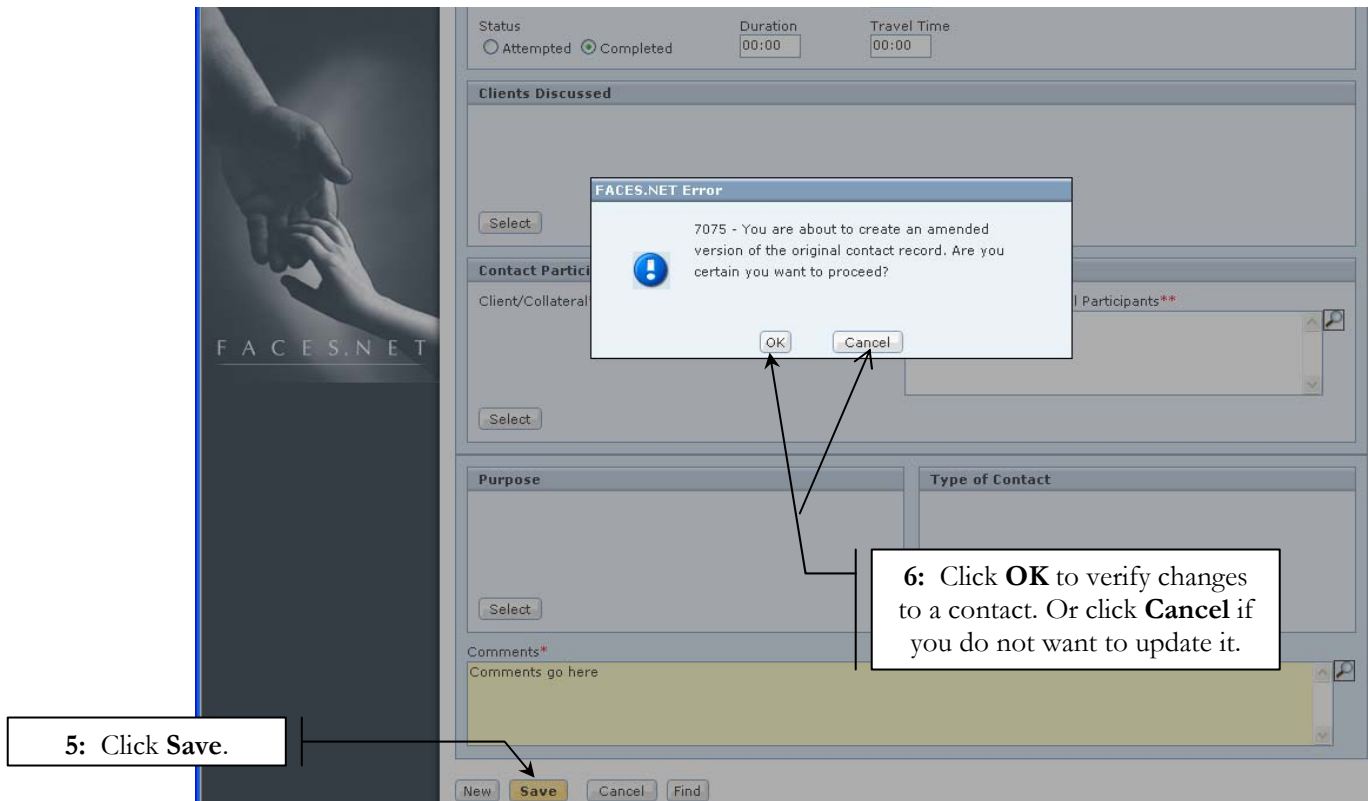 Status
Duration
Travel Time
Attempted
Completed
00:00
00:00
Clients Discussed
Select
FACES.NET Error
7075 - You are about to create an amended
version of the original contact record. Are you
certain you want to proceed?
OK
Cancel
Contact Partici
Client/Collateral
l Participants**
FACES.NET
Select
Purpose
Type of Contact
Select
6: Click OK to verify changes
to a contact. Or click Cancel if
you do not want to update it.
Comments*
Comments go here
5: Click Save.
New
Save
Cancel
Find